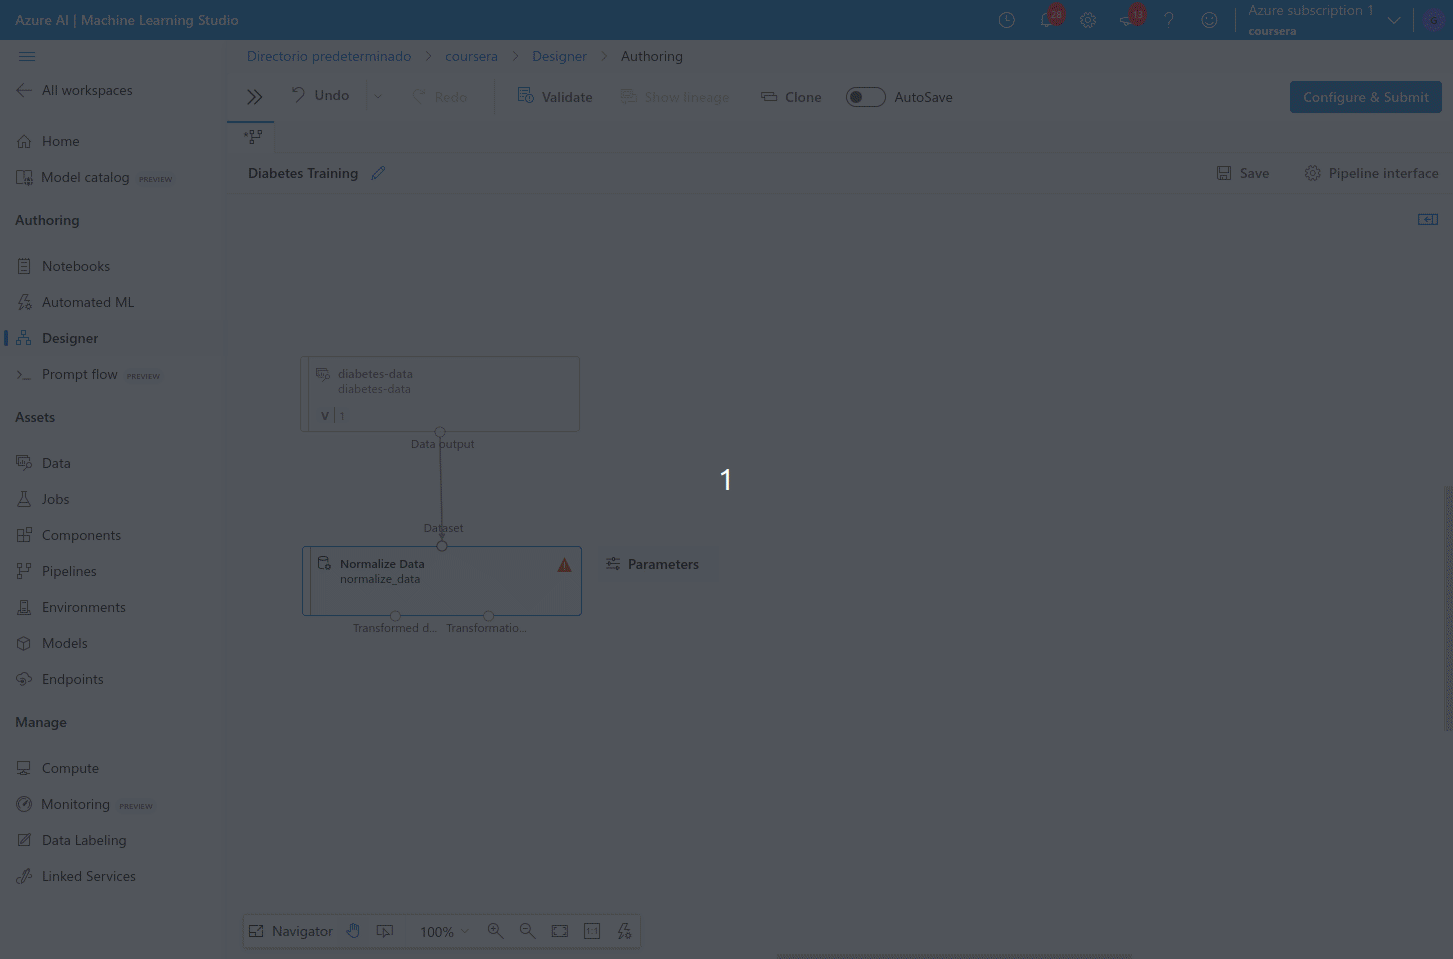 Azure AI | Machine Learning Studio
28
13
?
Azure subscription 1
coursera
G
All workspaces
Home
Model catalog PREVIEW
Authoring
Notebooks
Automated ML
Designer
Prompt flow PREVIEW
Assets
Data
Jobs
Components
Pipelines
Environments
Models
Endpoints
Manage
Compute
Monitoring PREVIEW
Data Labeling
Linked Services
Directorio predeterminado > coursera > Designer > Authoring
Undo
Redo
Validate
Show lineage
Clone
AutoSave
Configure & Submit
Diabetes Training
Save
Pipeline interface
diabetes-data
diabetes-data
V | 1
Data output
1
Dataset
Normalize Data
normalize_data
Parameters
Transformed d...
Transformatio...
Navigator
100%
1:1